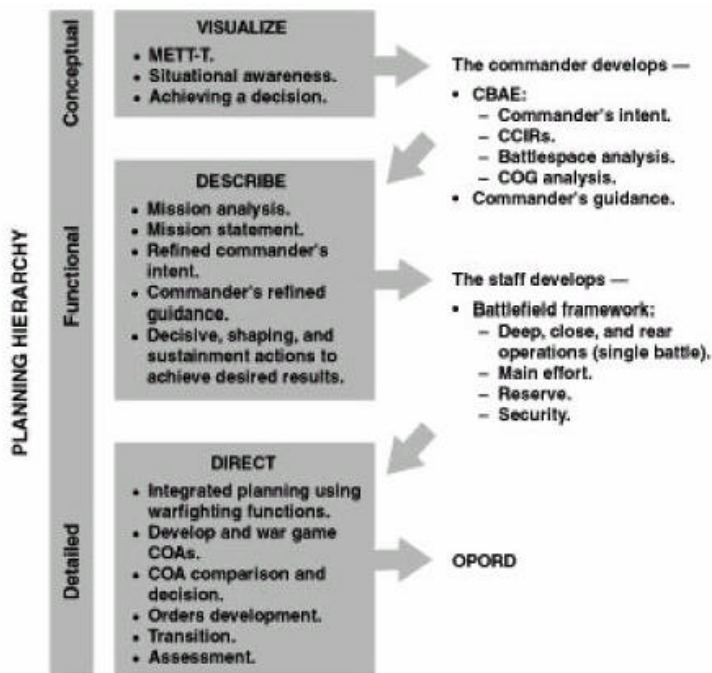 PLANNING HIERARCHY
Conceptual
VISUALIZE
• METT-T.
• Situational awareness.
• Achieving a decision.
The commander develops —
• CBAE:
– Commander's intent.
– CCIRs.
– Battlespace analysis.
– COG analysis.
• Commander's guidance.
Functional
DESCRIBE
• Mission analysis.
• Mission statement.
• Refined commander's
intent.
• Commander's refined
guidance.
• Decisive, shaping, and
sustainment actions to
achieve desired results.
The staff develops —
• Battlefield framework:
– Deep, close, and rear
operations (single battle).
– Main effort.
– Reserve.
– Security.
Detailed
DIRECT
• Integrated planning using
warfighting functions.
• Develop and war game
COAs.
• COA comparison and
decision.
• Orders development.
• Transition.
• Assessment.
OPORD